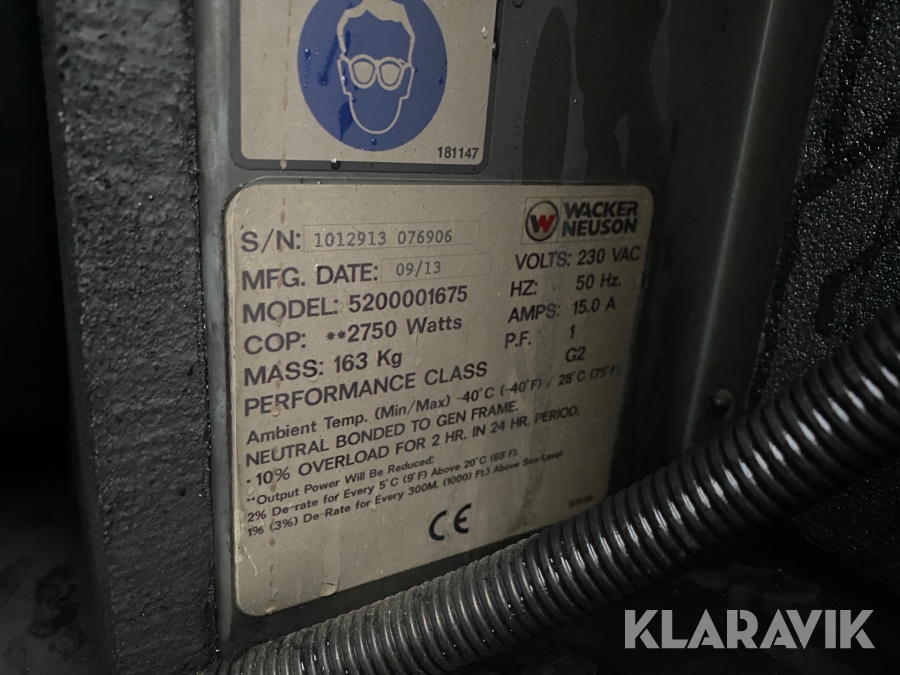 181147
WACKER
NEUSON
S/N: 1012913 076906
MFG. DATE: 09/13
MODEL: 5200001675
COP: **2750 Watts
MASS: 163 Kg
PERFORMANCE CLASS G2
VOLTS: 230 VAC
HZ: 50 Hz.
AMPS: 15.0 A
P.F. 1
Ambient Temp. (Min/Max) -40°C (-40°F) / 28°C (75°F)
NEUTRAL BONDED TO GEN FRAME.
· 10% OVERLOAD FOR 2 HR. IN 24 HR. PERIOD.
**Output Power Will Be Reduced:
2% De-rate for Every 5°C (9°F) Above 20°C (68°F).
1% (3%) De-Rate for Every 300M. (1000) Ft.) Above Sea-Level
CE
KLARAVIK